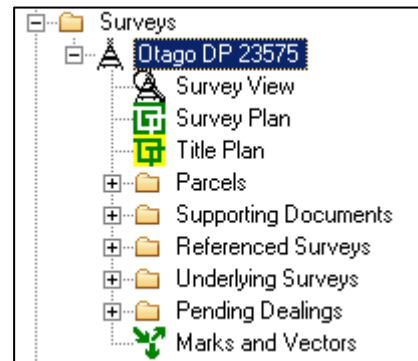 Surveys
Otago DP 23575
Survey View
Survey Plan
Title Plan
Parcels
Supporting Documents
Referenced Surveys
Underlying Surveys
Pending Dealings
Marks and Vectors